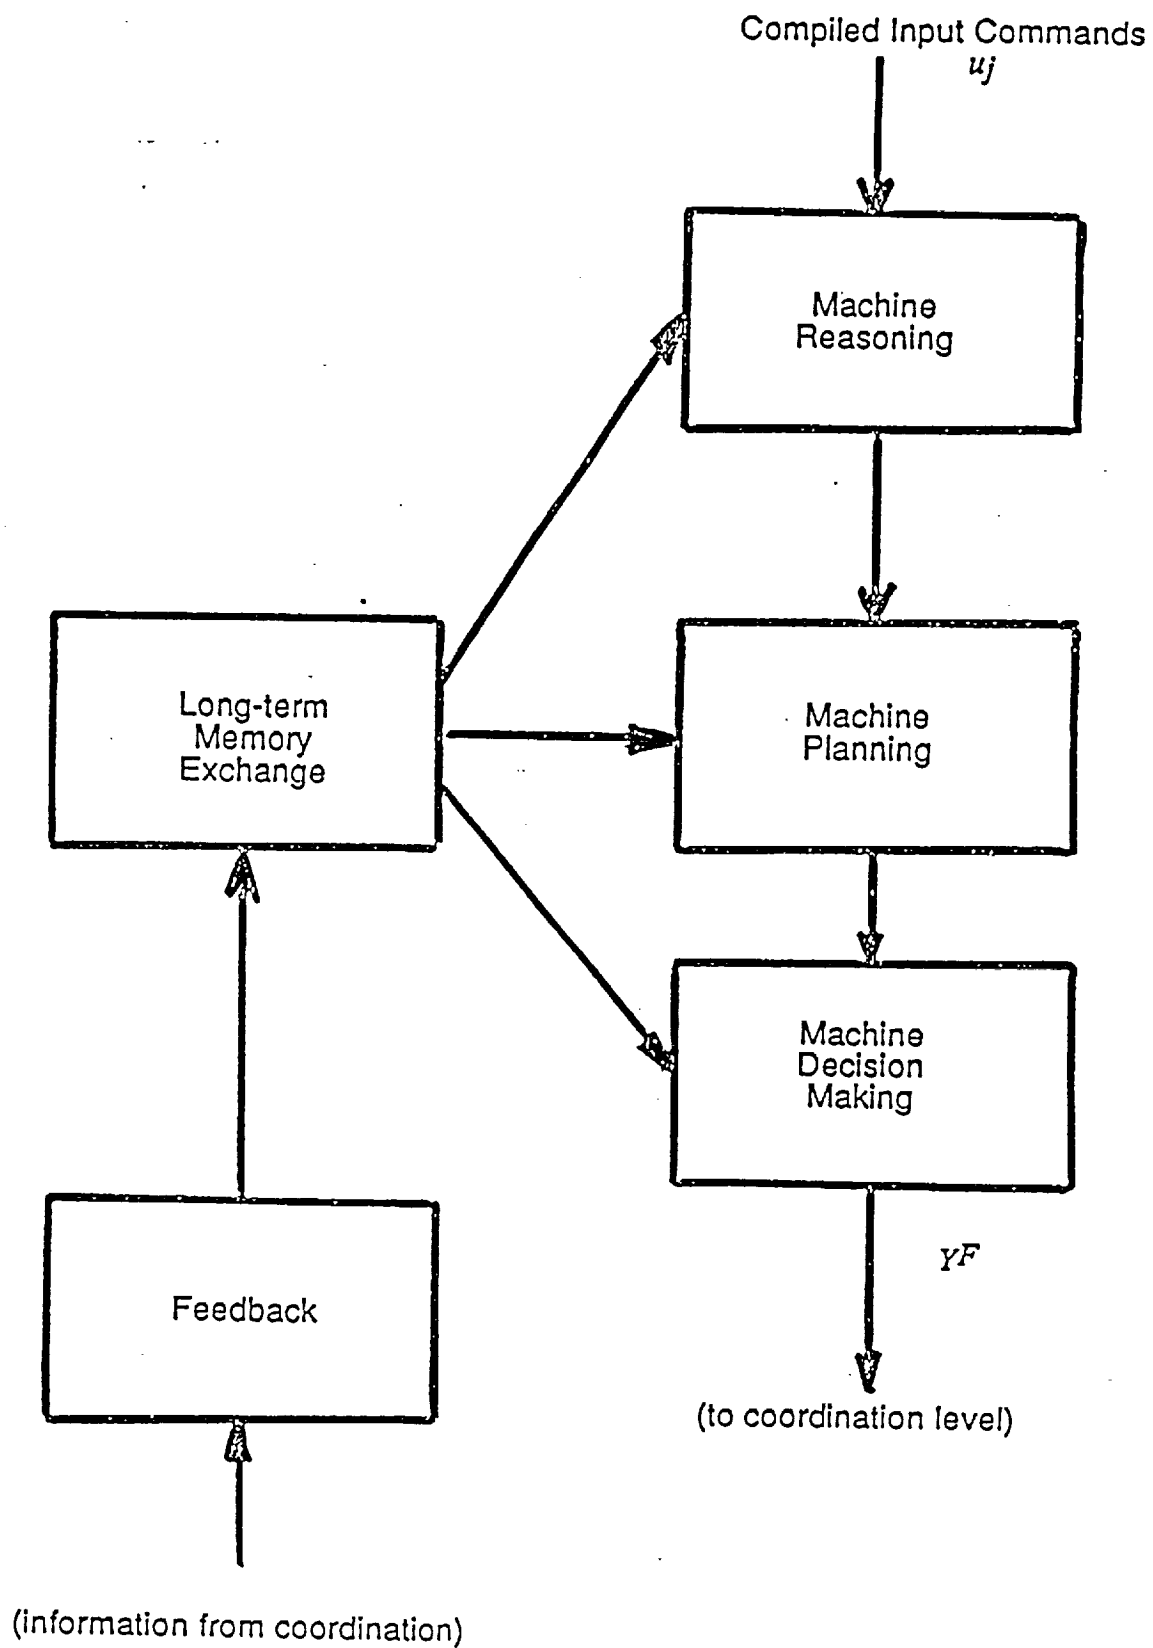 Compiled Input Commands
uj
Machine
Reasoning
Long-term
Memory
Exchange
Machine
Planning
Machine
Decision
Making
Feedback
YF
(to coordination level)
(information from coordination)